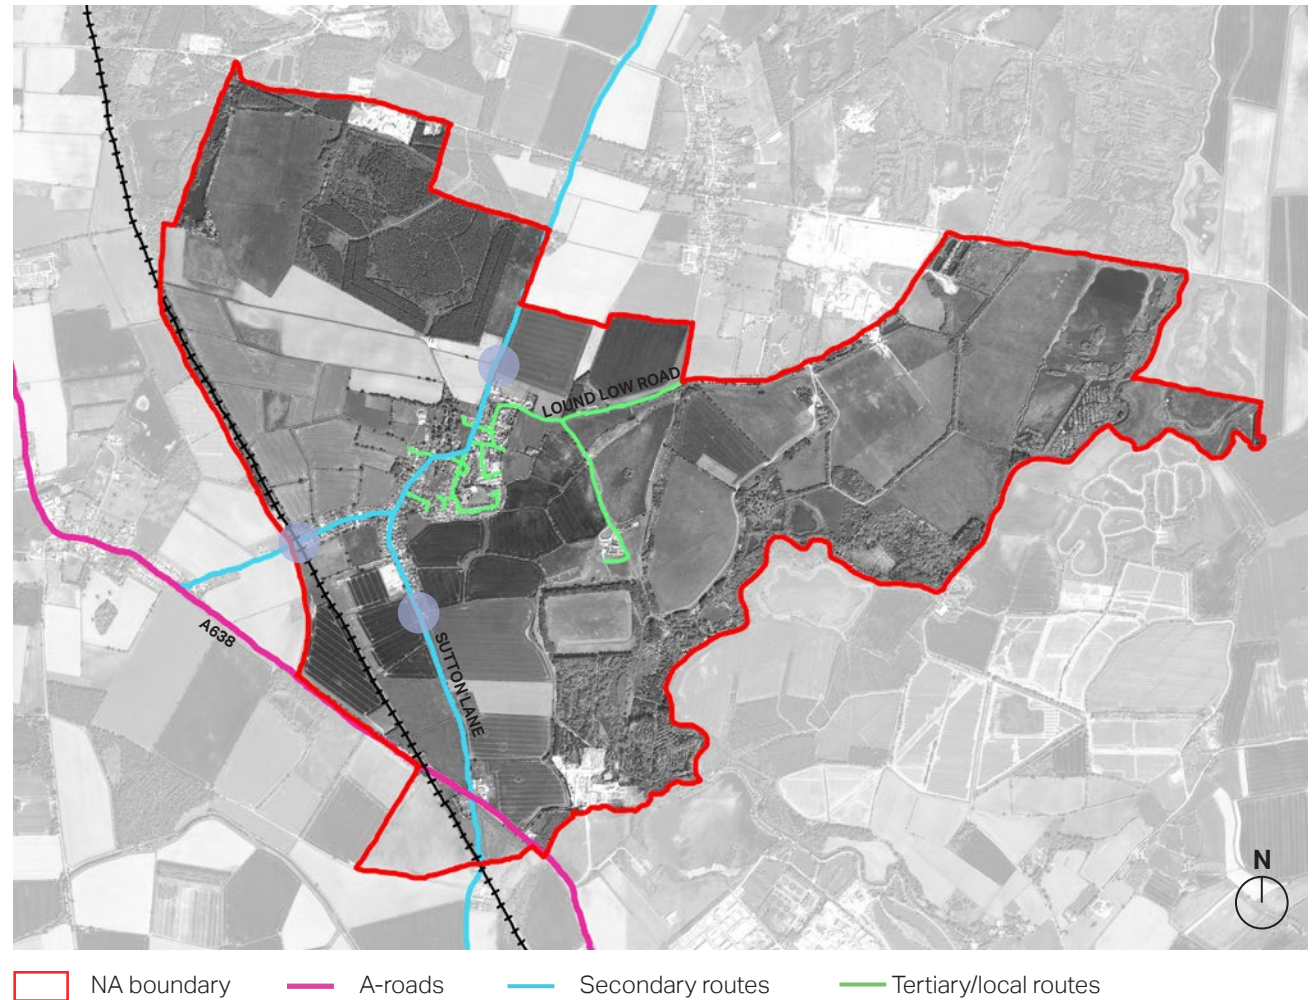 LOUND LOW ROAD
A638
SUTTON LANE
N
NA boundary
A-roads
Secondary routes
Tertiary/local routes